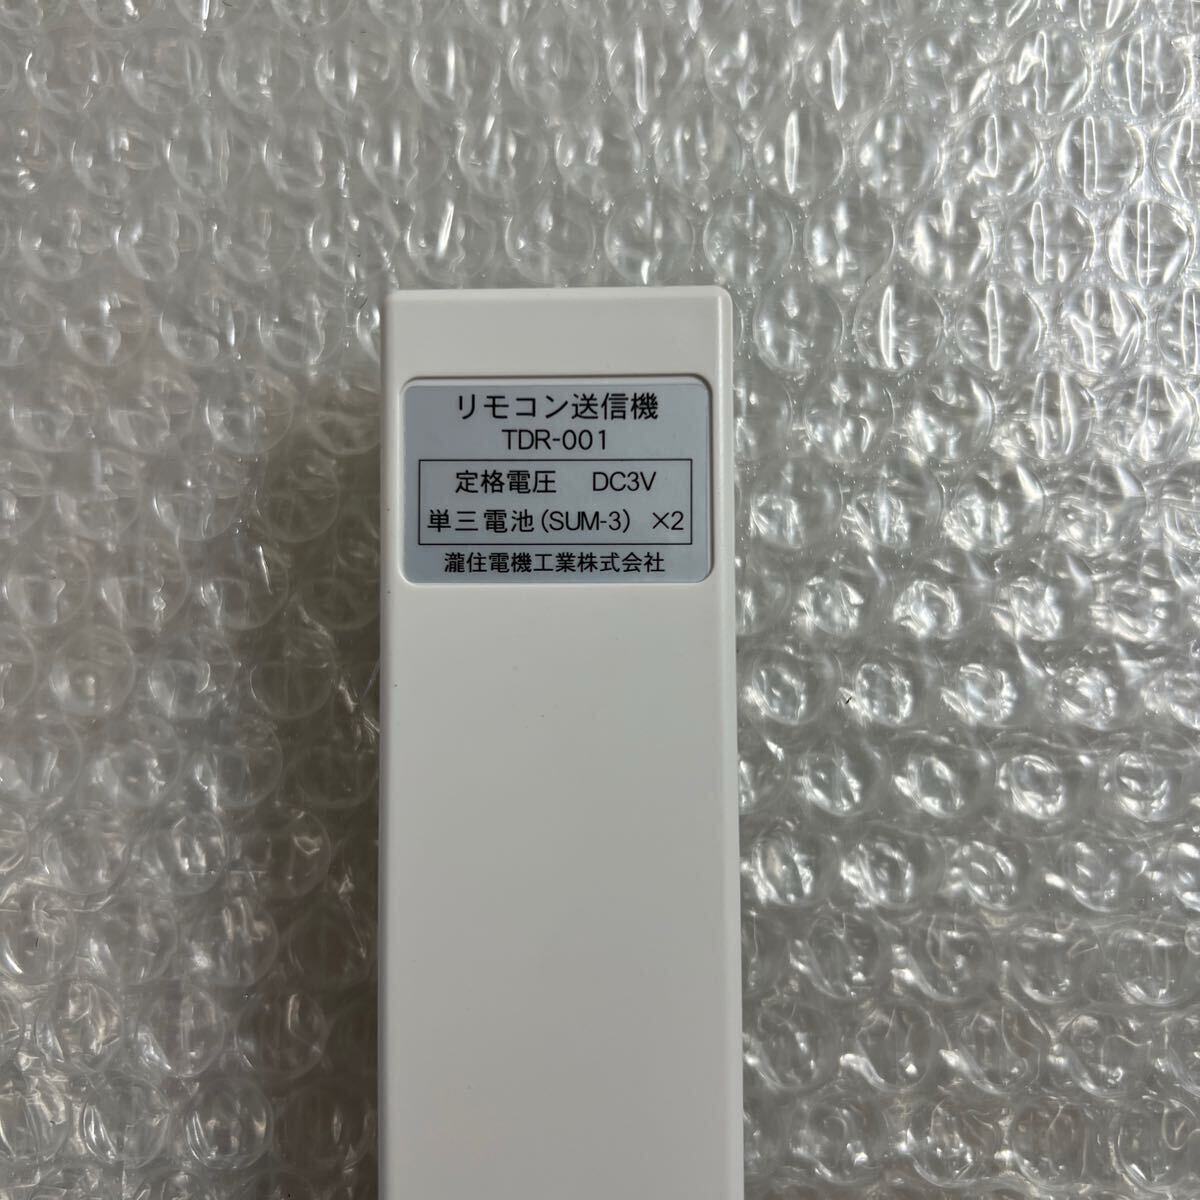 リモコン送信機
TDR-001
定格電圧 DC3V
単三電池(SUM-3) ×2
瀧住電機工業株式会社